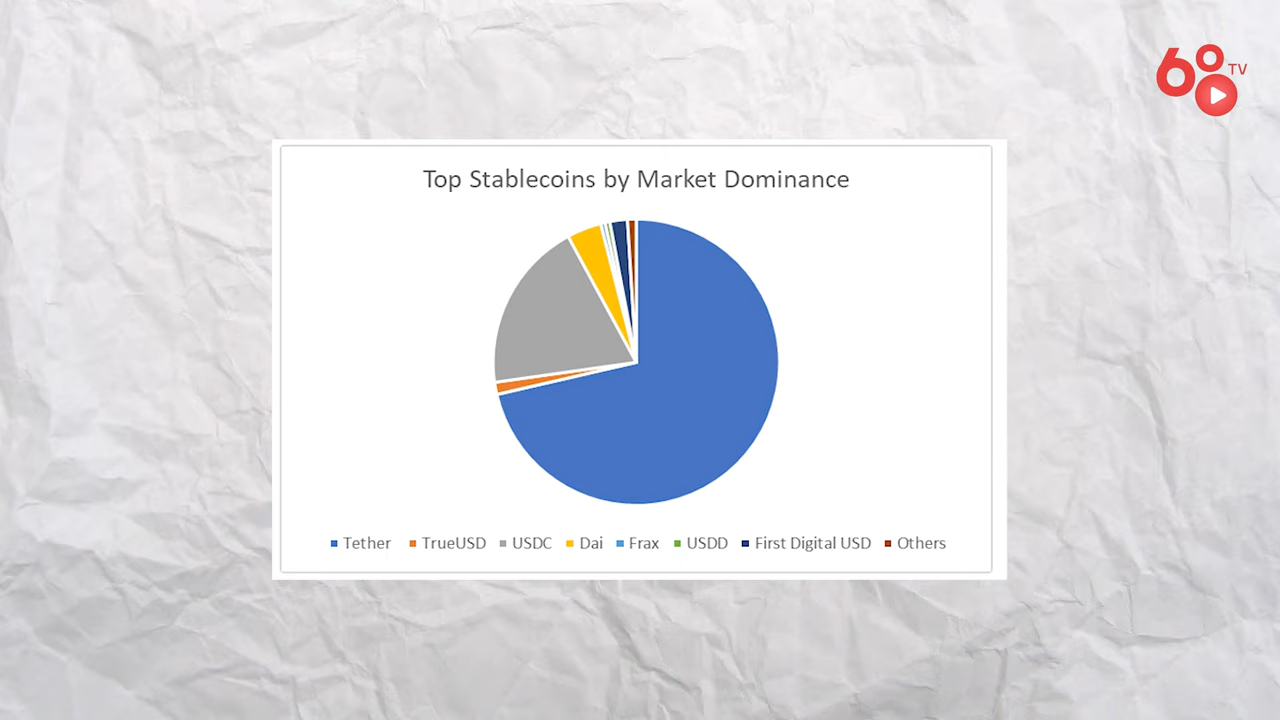 68 TV
Top Stablecoins by Market Dominance
Tether TrueUSD USDC Dai Frax USDD First Digital USD Others